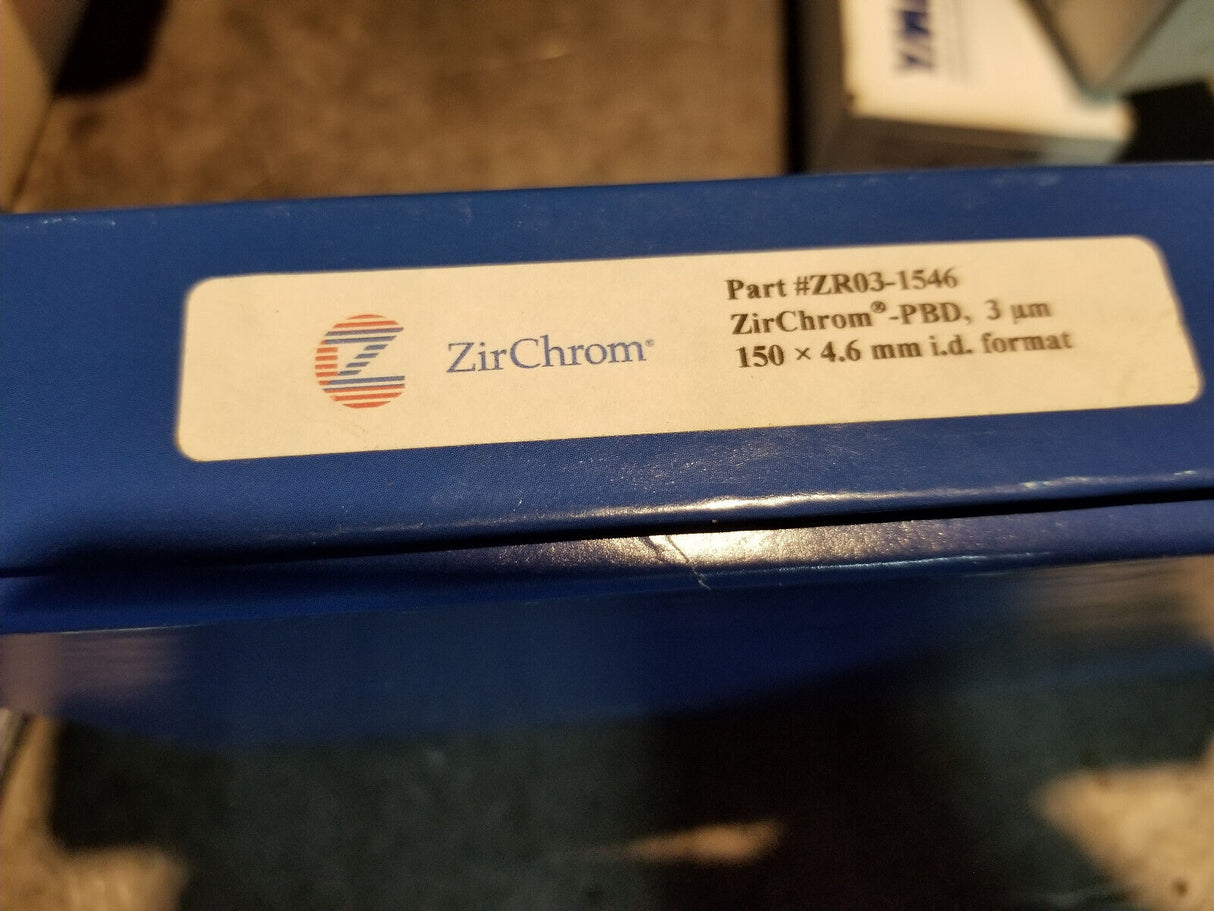 ZirChrom®
Part #ZR03-1546
ZirChrom®-PBD, 3 µm
150 × 4.6 mm i.d. format